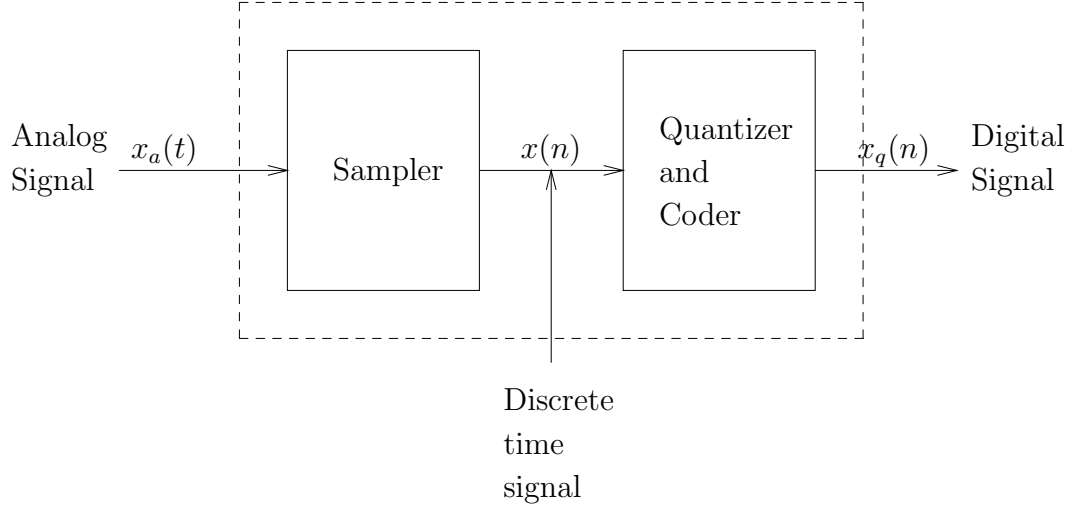 Analog
Signal
x_a(t)
Sampler
x(n)
Quantizer
and
Coder
x_q(n)
Digital
Signal
Discrete
time
signal